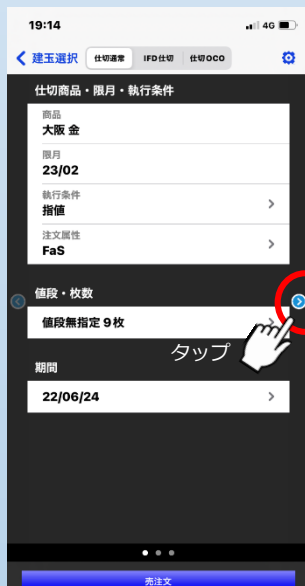 19:14
4G
建玉選択
仕切通常
IFD仕切
仕切OCO
仕切商品・限月・執行条件
商品
大阪 金
限月
23/02
執行条件
指値
注文属性
FaS
値段・枚数
値段無指定 9枚
タップ
期間
22/06/24
売注文